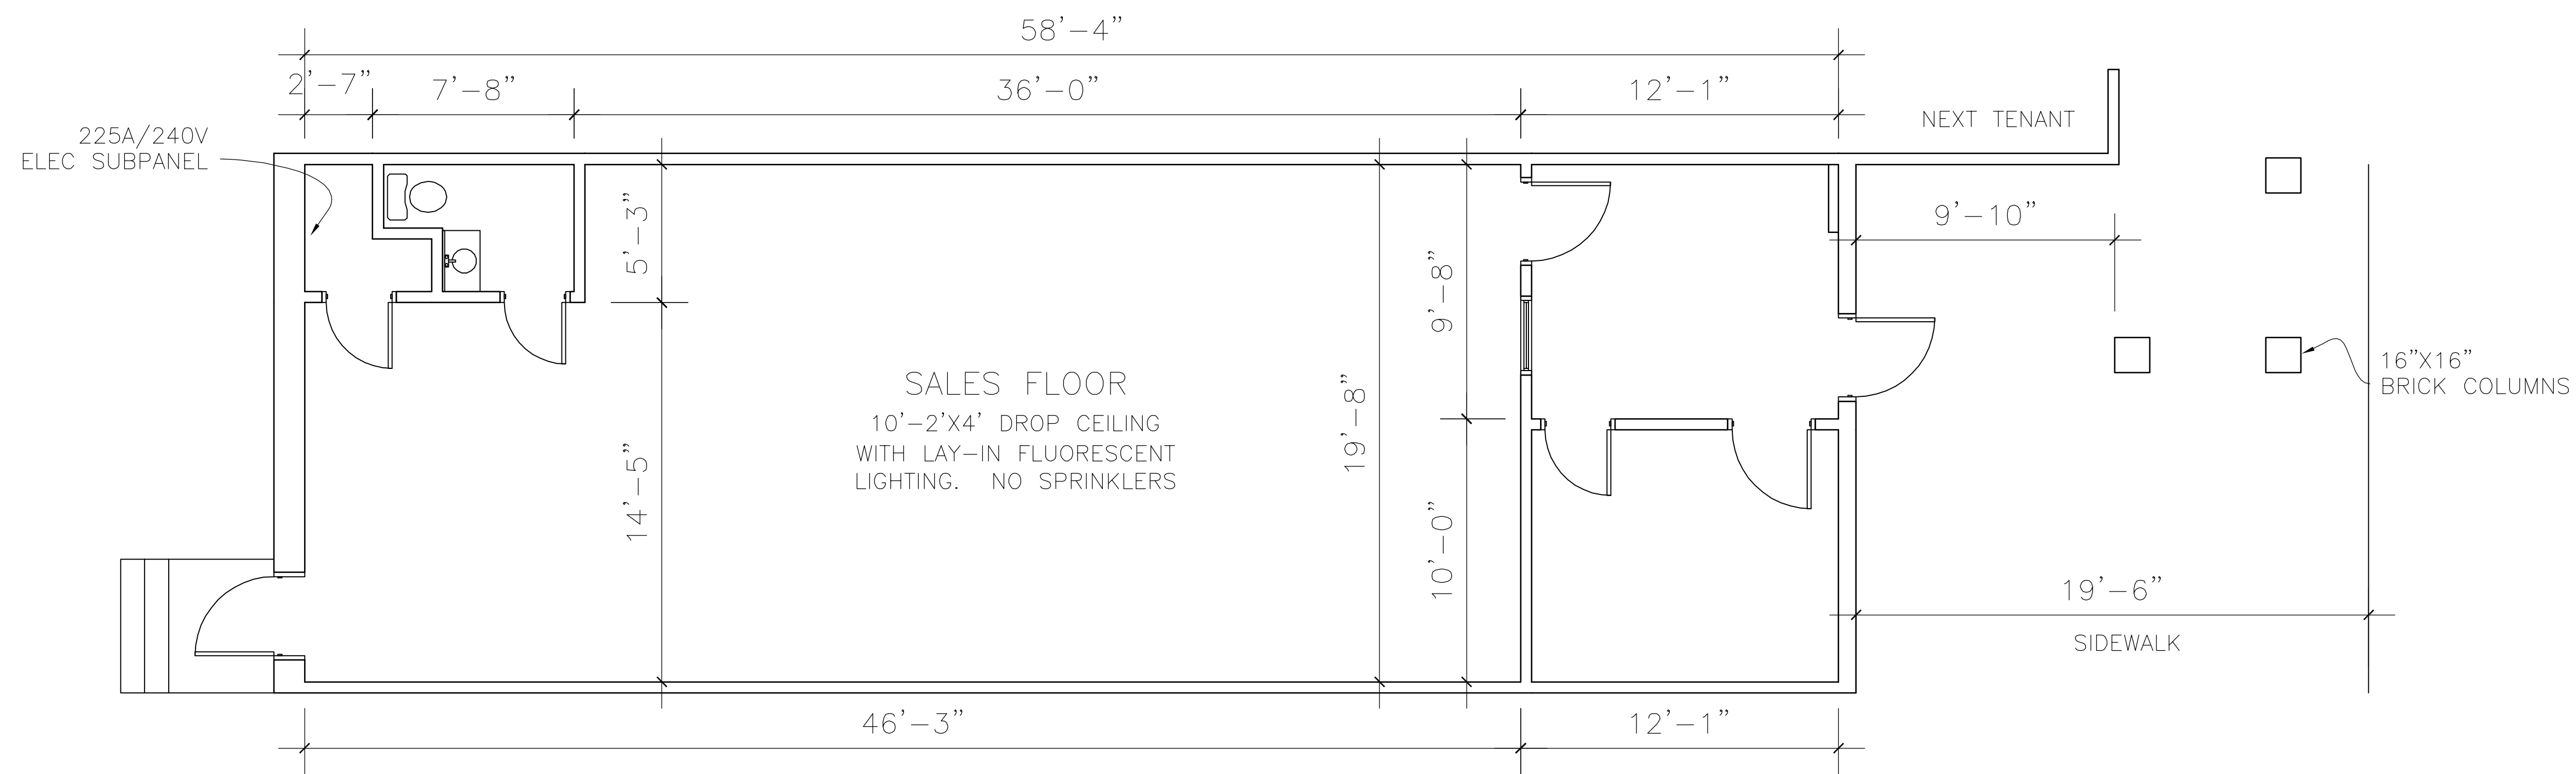 58’–4”
2’–7”
7’–8”
36’–0”
12’–1”
NEXT TENANT
225A/240V
ELEC SUBPANEL
5’–3”
9’–8”
9’–10”
SALES FLOOR
10’–2’X4’ DROP CEILING
WITH LAY–IN FLUORESCENT
LIGHTING.  NO SPRINKLERS
19’–8”
14’–5”
10’–0”
16”X16”
BRICK COLUMNS
19’–6”
SIDEWALK
46’–3”
12’–1”